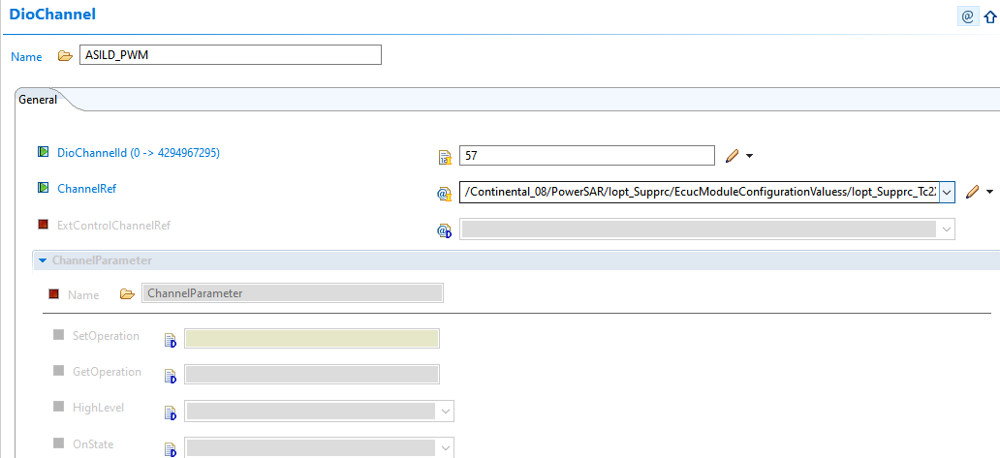 DioChannel
@
Name ASILD_PWM
General
DioChannelId (0 -> 4294967295) 57
ChannelRef /Continental_08/PowerSAR/Iopt_Supprc/EcucModuleConfigurationValuess/Iopt_Supprc_Tc2
ExtControlChannelRef
ChannelParameter
Name ChannelParameter
SetOperation
GetOperation
HighLevel
OnState